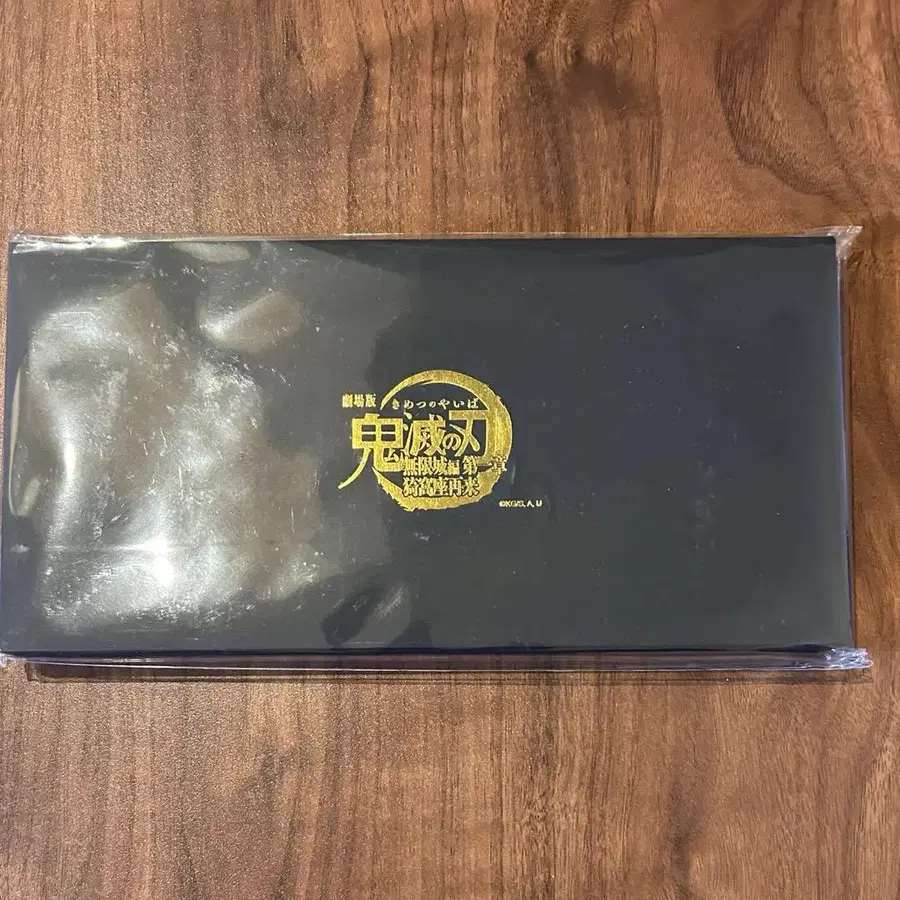 劇場版 きめつのやいば
鬼滅の刃
無限城編 第一章
猗窩座再来
©KG/S, A, U